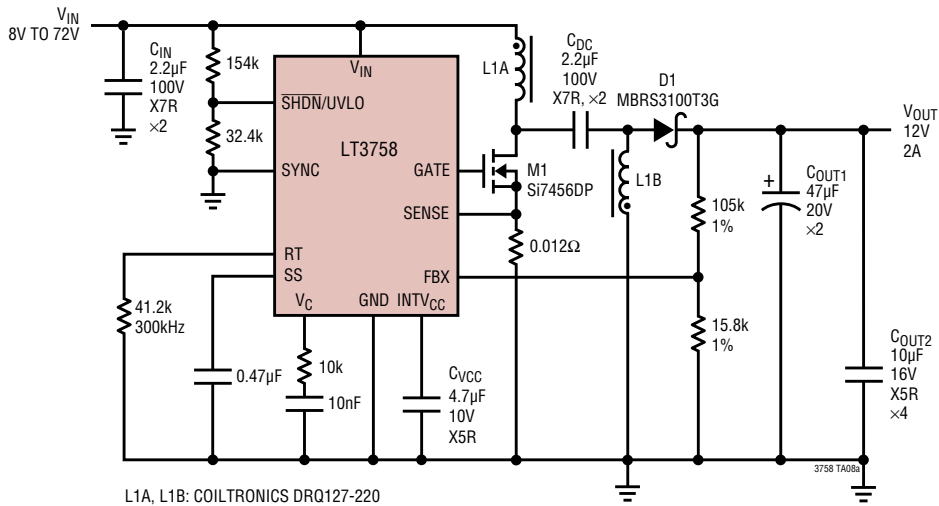 VIN
8V TO 72V
CIN
2.2µF
100V
X7R
×2
154k
32.4k
VIN
SHDN/UVLO
LT3758
SYNC
GATE
SENSE
RT
SS
FBX
VC
GND
INTVCC
L1A
CDC
2.2µF
100V
X7R, ×2
D1
MBRS3100T3G
VOUT
12V
2A
M1
Si7456DP
L1B
0.012Ω
105k
1%
+
COUT1
47µF
20V
×2
15.8k
1%
COUT2
10µF
16V
X5R
×4
41.2k
300kHz
0.47µF
10k
10nF
CVCC
4.7µF
10V
X5R
3758 TA08a
L1A, L1B: COILTRONICS DRQ127-220